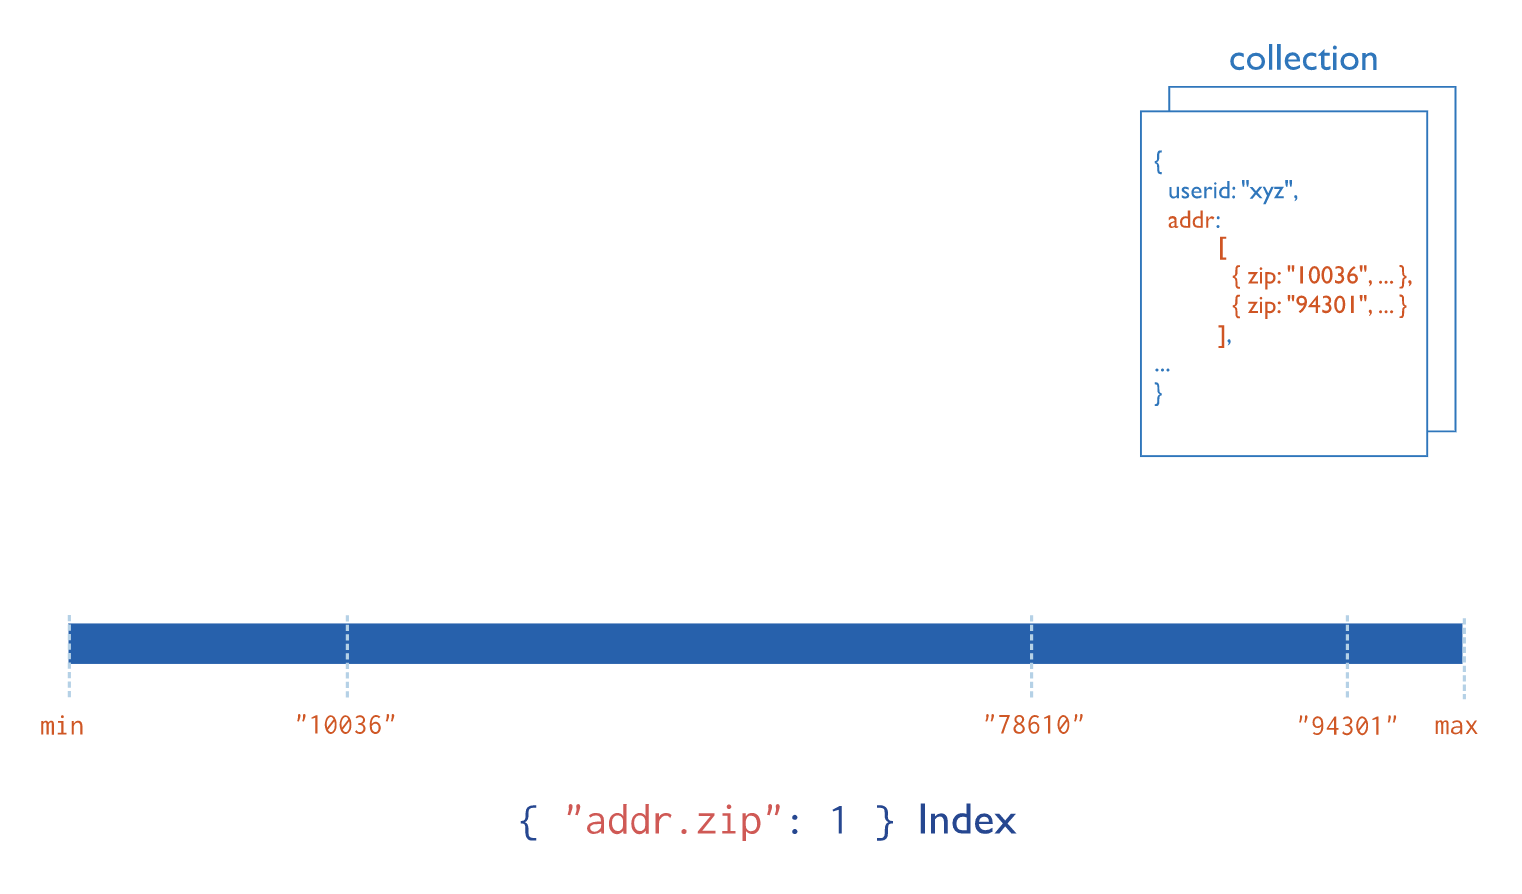 collection
{
userid: "xyz",
addr:
[
{ zip: "10036", ... },
{ zip: "94301", ... }
],
...
}
min "10036" "78610" "94301" max
{ "addr.zip": 1 } Index